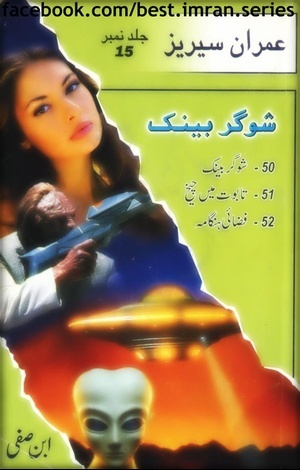 facebook.com/best.imran.series
عمران سیریز
جلد نمبر
15
شوگر بینک
50 - شوگر بینک
51 - تابوت میں چیخ
52 - فضائی ہنگامہ
ابن صفی